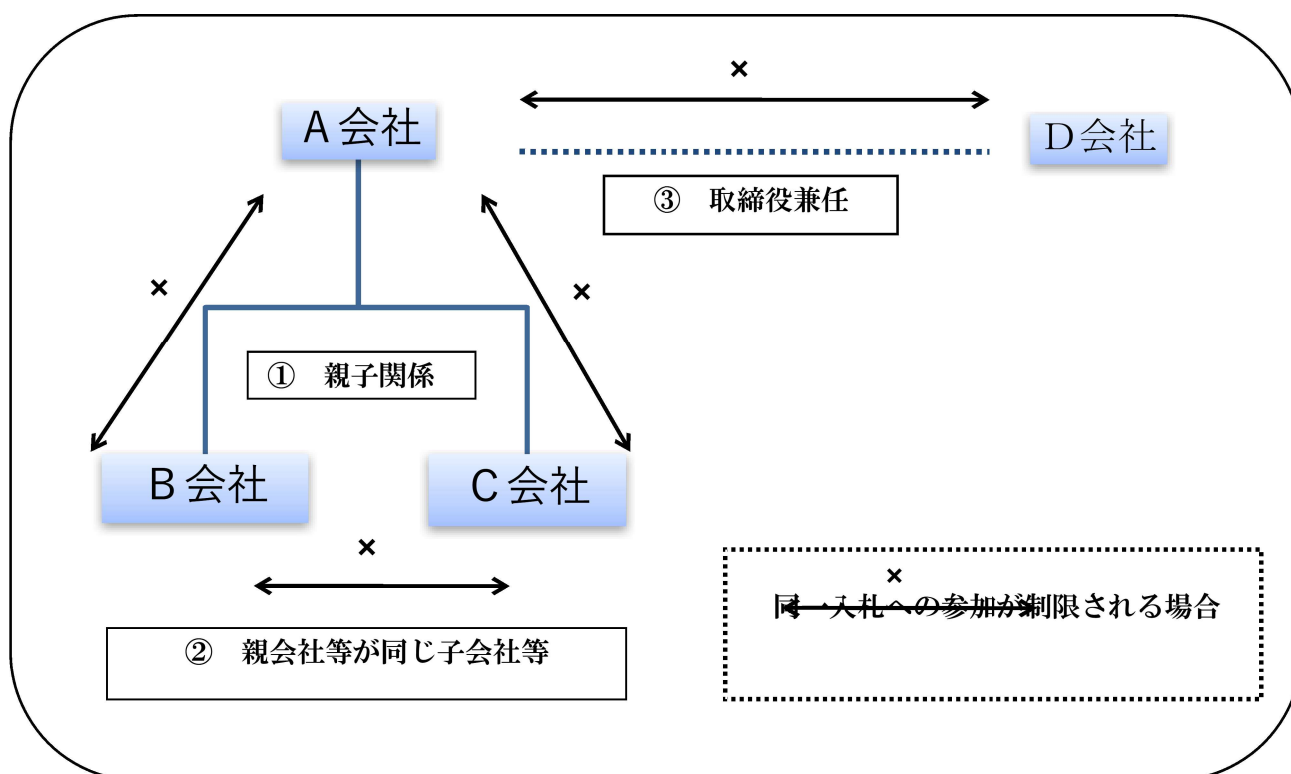 ×
A会社
D会社
③ 取締役兼任
×
×
① 親子関係
B会社
C会社
×
② 親会社等が同じ子会社等
×
同一入札への参加が制限される場合